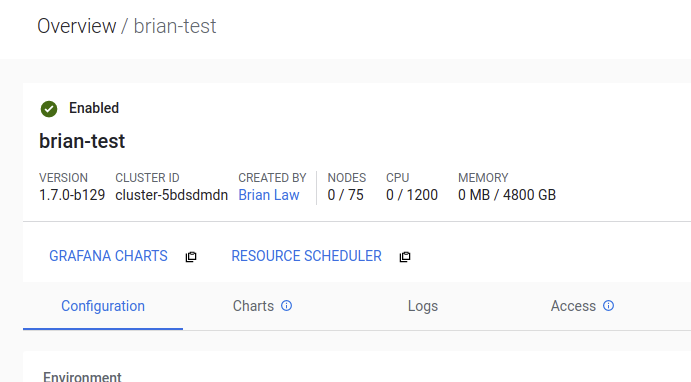 Overview / brian-test
Enabled
brian-test
VERSION CLUSTER ID CREATED BY NODES CPU MEMORY
1.7.0-b129 cluster-5bdsdmdn Brian Law 0 / 75 0 / 1200 0 MB / 4800 GB
GRAFANA CHARTS RESOURCE SCHEDULER
Configuration Charts Logs Access
Environment